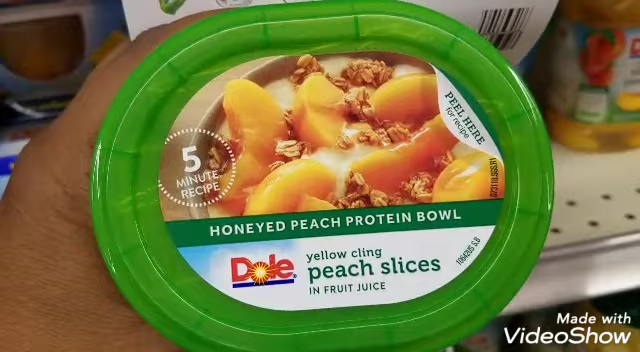 PEEL HERE
for recipe
5
MINUTE
RECIPE
HONEYED PEACH PROTEIN BOWL
Dole
yellow cling
peach slices
IN FRUIT JUICE
Made with
VideoShow